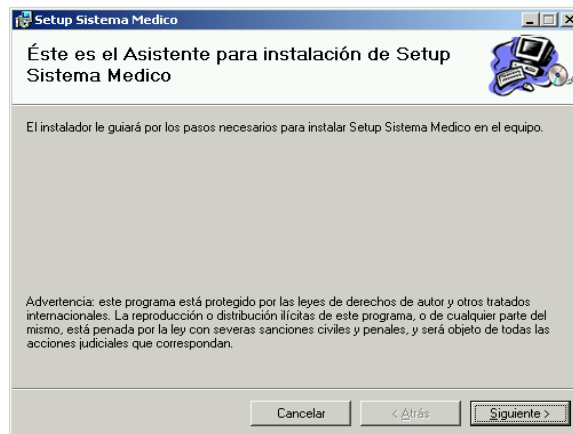 Setup Sistema Medico
Éste es el Asistente para instalación de Setup
Sistema Medico
El instalador le guiará por los pasos necesarios para instalar Setup Sistema Medico en el equipo.
Advertencia: este programa está protegido por las leyes de derechos de autor y otros tratados
internacionales. La reproducción o distribución ilícitas de este programa, o de cualquier parte del
mismo, está penada por la ley con severas sanciones civiles y penales, y será objeto de todas las
acciones judiciales que correspondan.
Cancelar
< Atrás
Siguiente >